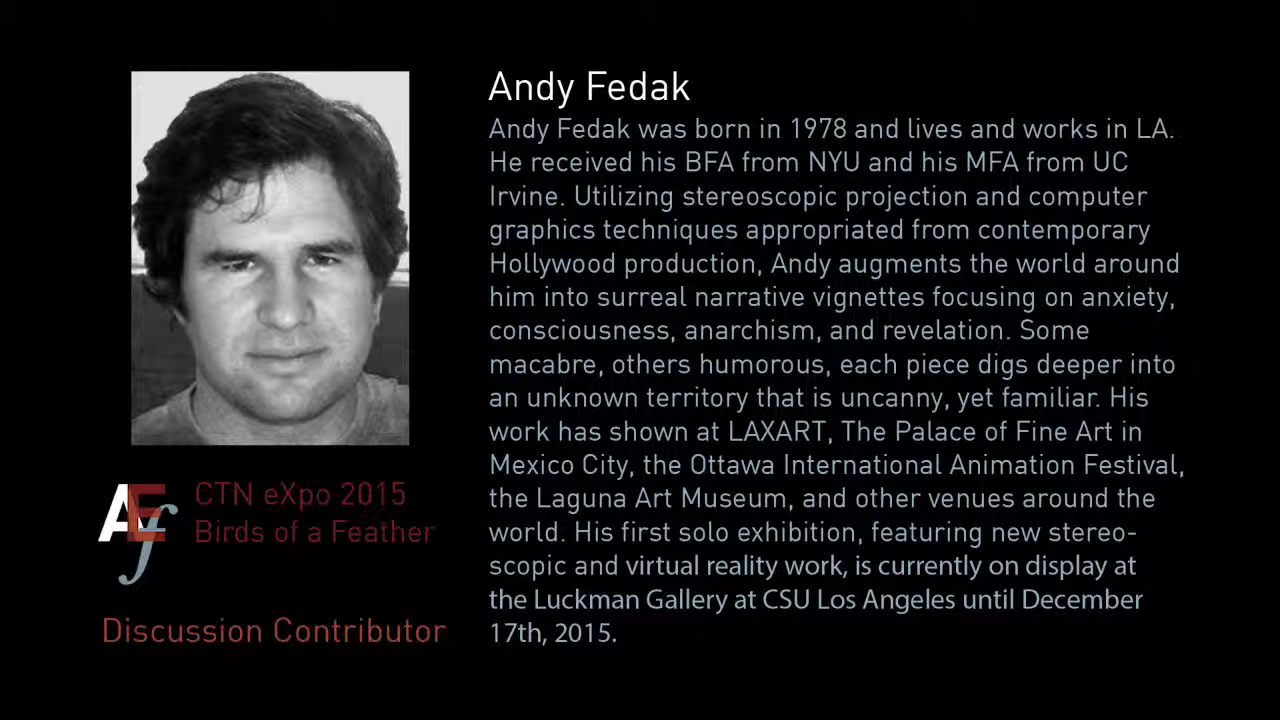 Andy Fedak
Andy Fedak was born in 1978 and lives and works in LA.
He received his BFA from NYU and his MFA from UC
Irvine. Utilizing stereoscopic projection and computer
graphics techniques appropriated from contemporary
Hollywood production, Andy augments the world around
him into surreal narrative vignettes focusing on anxiety,
consciousness, anarchism, and revelation. Some
macabre, others humorous, each piece digs deeper into
an unknown territory that is uncanny, yet familiar. His
work has shown at LAXART, The Palace of Fine Art in
Mexico City, the Ottawa International Animation Festival,
the Laguna Art Museum, and other venues around the
world. His first solo exhibition, featuring new stereo-
scopic and virtual reality work, is currently on display at
the Luckman Gallery at CSU Los Angeles until December
17th, 2015.
AEf
CTN eXpo 2015
Birds of a Feather
Discussion Contributor